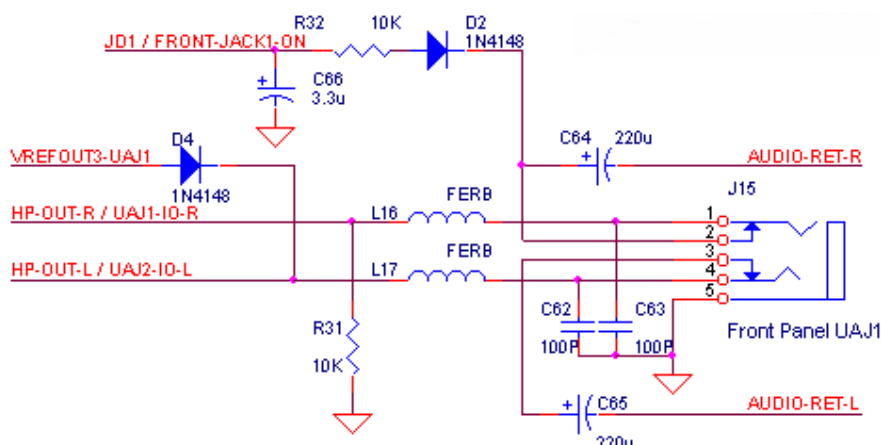 R32 10K D2
1N4148
JD1 / FRONT-JACK1-ON
+ C66
3.3u
D4
C64 220u
+
VREFOUT3-UAJ1
AUDIO-RET-R
1N4148
J15
FERB
HP-OUT-R / UAJ1-IO-R
L16
1
2
FERB
3
HP-OUT-L / UAJ2-IO-L
L17
4
5
R31
10K
C62 C63
100P 100P
Front Panel UAJ1
+ C65
AUDIO-RET-L
220u